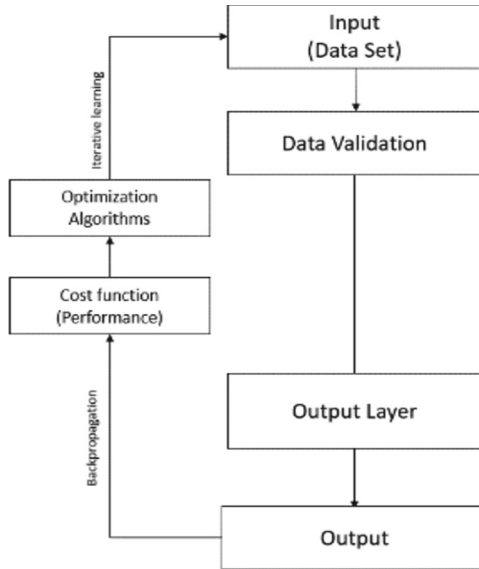 Input
(Data Set)
Data Validation
Iterative learning
Optimization
Algorithms
Cost function
(Performance)
Output Layer
Backpropagation
Output